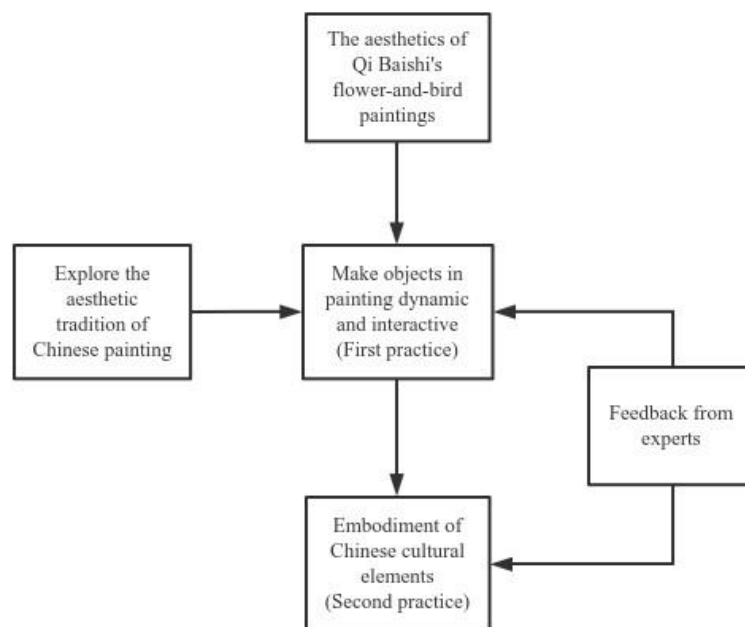 The aesthetics of
Qi Baishi's
flower-and-bird
paintings
Explore the
aesthetic
tradition of
Chinese painting
Make objects in
painting dynamic
and interactive
(First practice)
Feedback from
experts
Embodiment of
Chinese cultural
elements
(Second practice)